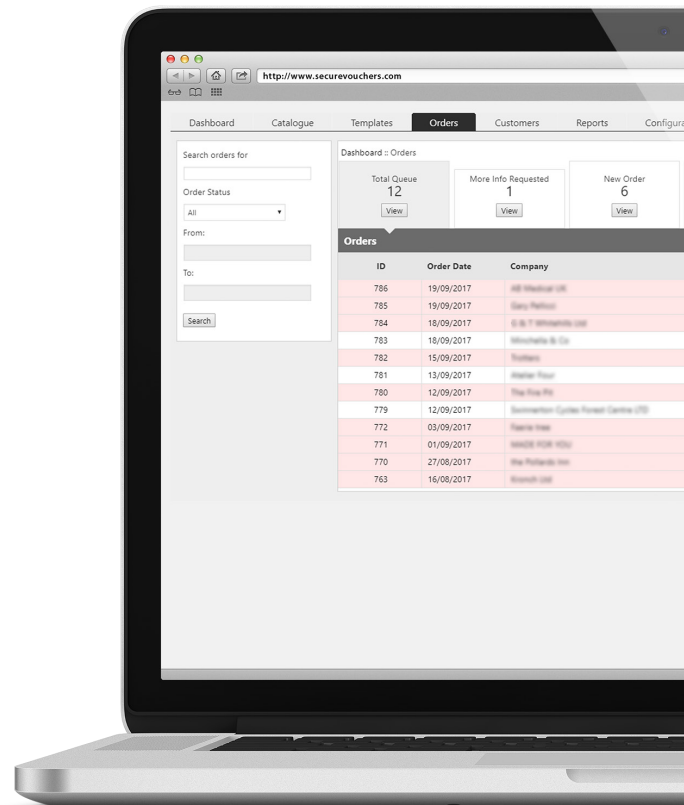 http://www.securevouchers.com
Dashboard Catalogue Templates Orders Customers Reports Configura
Search orders for
Order Status
All
From:
To:
Search
Dashboard :: Orders
Total Queue
12
View
More Info Requested
1
View
New Order
6
View
Orders
ID Order Date Company
786 19/09/2017
785 19/09/2017
784 18/09/2017
783 18/09/2017
782 15/09/2017
781 13/09/2017
780 12/09/2017
779 12/09/2017
772 03/09/2017
771 01/09/2017
770 27/08/2017
763 16/08/2017